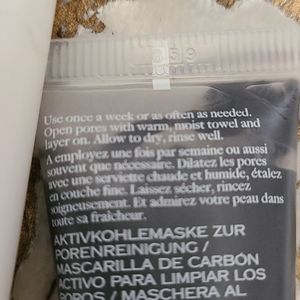 Use once a week or as often as needed.
Open pores with warm, moist towel and
layer on. Allow to dry, rinse well.
A employez une fois par semaine ou aussi
souvent que nécessaire. Dilatez les pores
avec une serviette chaude et humide, étalez
en couche fine. Laissez sécher, rincez
soigneusement. Et admirez votre peau dans
toute sa fraîcheur.
AKTIVKOHLEMASKE ZUR
PORENREINIGUNG /
MASCARILLA DE CARBÓN
ACTIVO PARA LIMPIAR LOS
POROS / MASCHERA AL